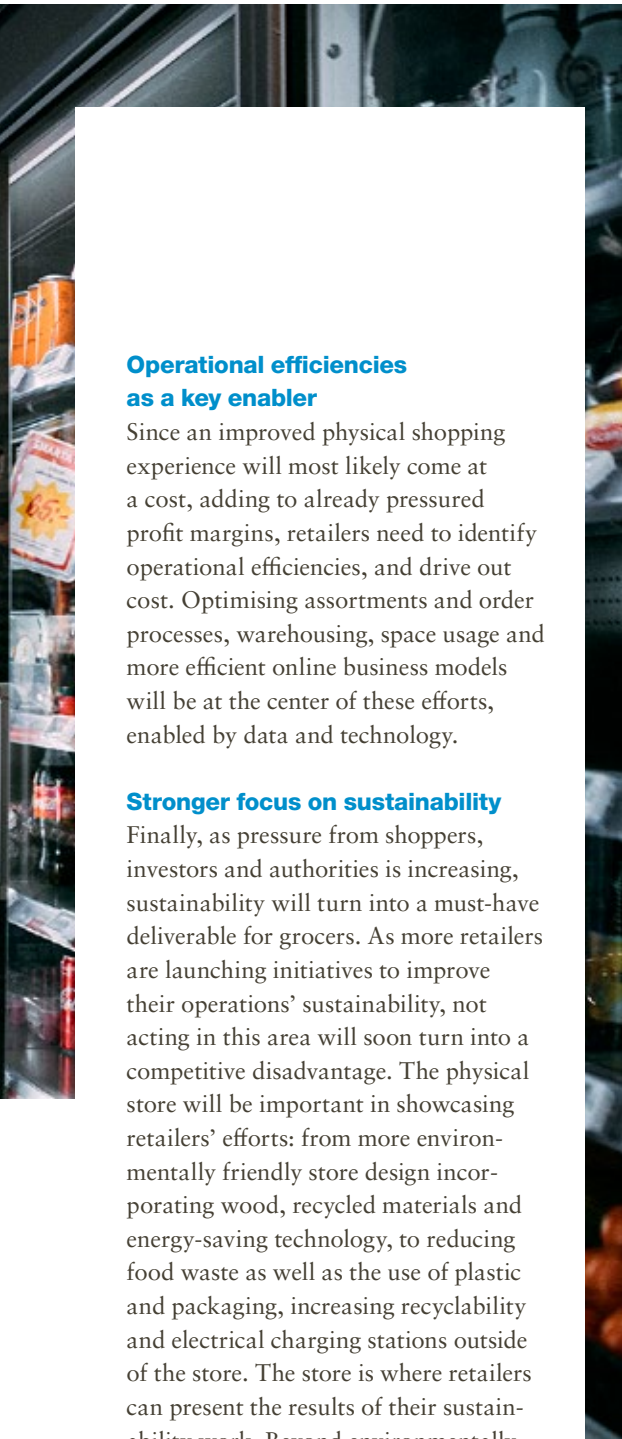 Operational efficiencies
as a key enabler
Since an improved physical shopping
experience will most likely come at
a cost, adding to already pressured
profit margins, retailers need to identify
operational efficiencies, and drive out
cost. Optimising assortments and order
processes, warehousing, space usage and
more efficient online business models
will be at the center of these efforts,
enabled by data and technology.
Stronger focus on sustainability
Finally, as pressure from shoppers,
investors and authorities is increasing,
sustainability will turn into a must-have
deliverable for grocers. As more retailers
are launching initiatives to improve
their operations’ sustainability, not
acting in this area will soon turn into a
competitive disadvantage. The physical
store will be important in showcasing
retailers’ efforts: from more environ-
mentally friendly store design incor-
porating wood, recycled materials and
energy-saving technology, to reducing
food waste as well as the use of plastic
and packaging, increasing recyclability
and electrical charging stations outside
of the store. The store is where retailers
can present the results of their sustain-
ability work. Beyond environmentally
65:-